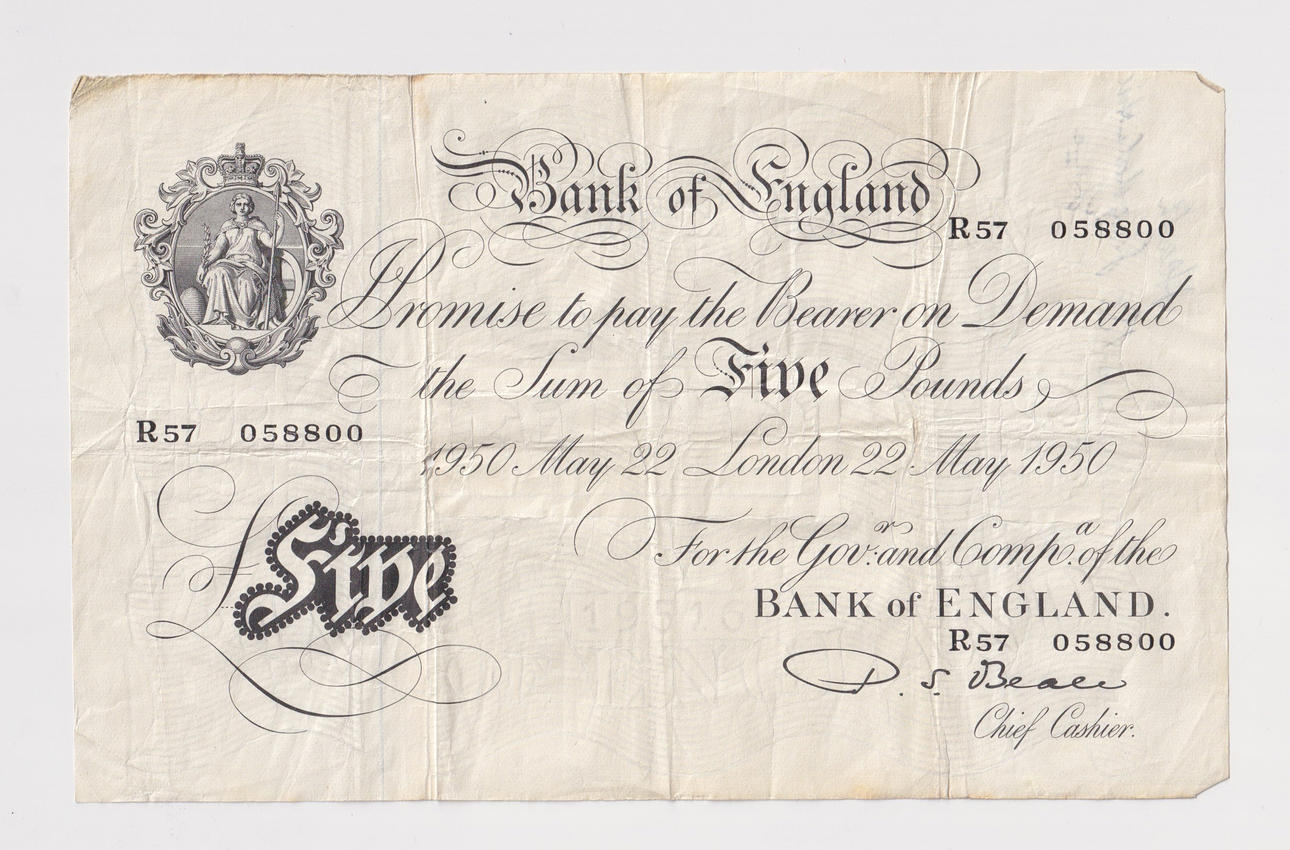 Bank of England
R57 058800
Promise to pay the Bearer on Demand
the Sum of Five Pounds
R57 058800
1950 May 22 London 22 May 1950
For the Gov.r and Comp.a of the
BANK of ENGLAND.
£Five
R57 058800
P. S. Beale
Chief Cashier.